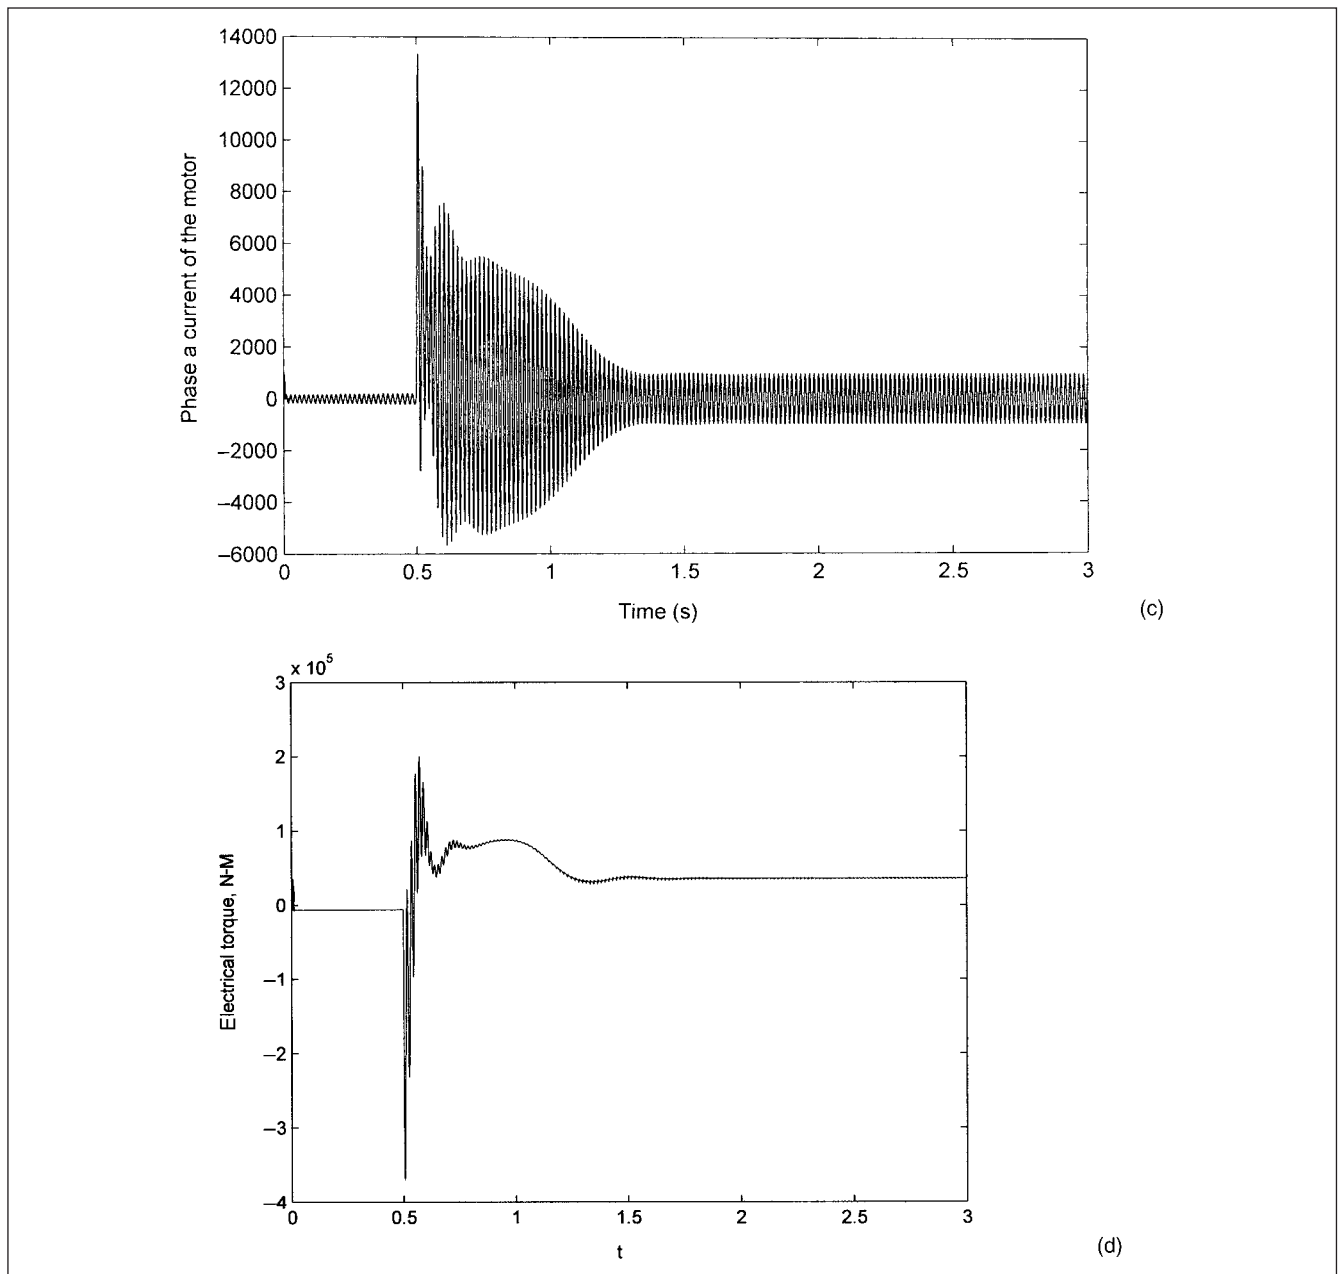 14000
12000
10000
8000
6000
4000
2000
0
–2000
–4000
–6000
Phase a current of the motor
0 0.5 1 1.5 2 2.5 3
Time (s)
(c)
x 10⁵
3
2
1
0
–1
–2
–3
–4
Electrical torque, N-M
0 0.5 1 1.5 2 2.5 3
t
(d)